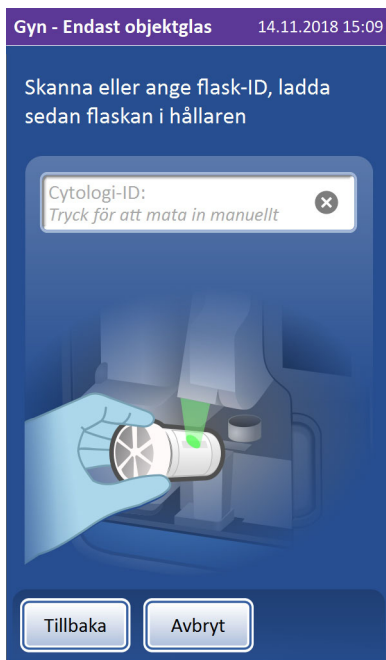 Gyn - Endast objektglas 14.11.2018 15:09
Skanna eller ange flask-ID, ladda
sedan flaskan i hållaren
Cytologi-ID:
Tryck för att mata in manuellt
Tillbaka Avbryt